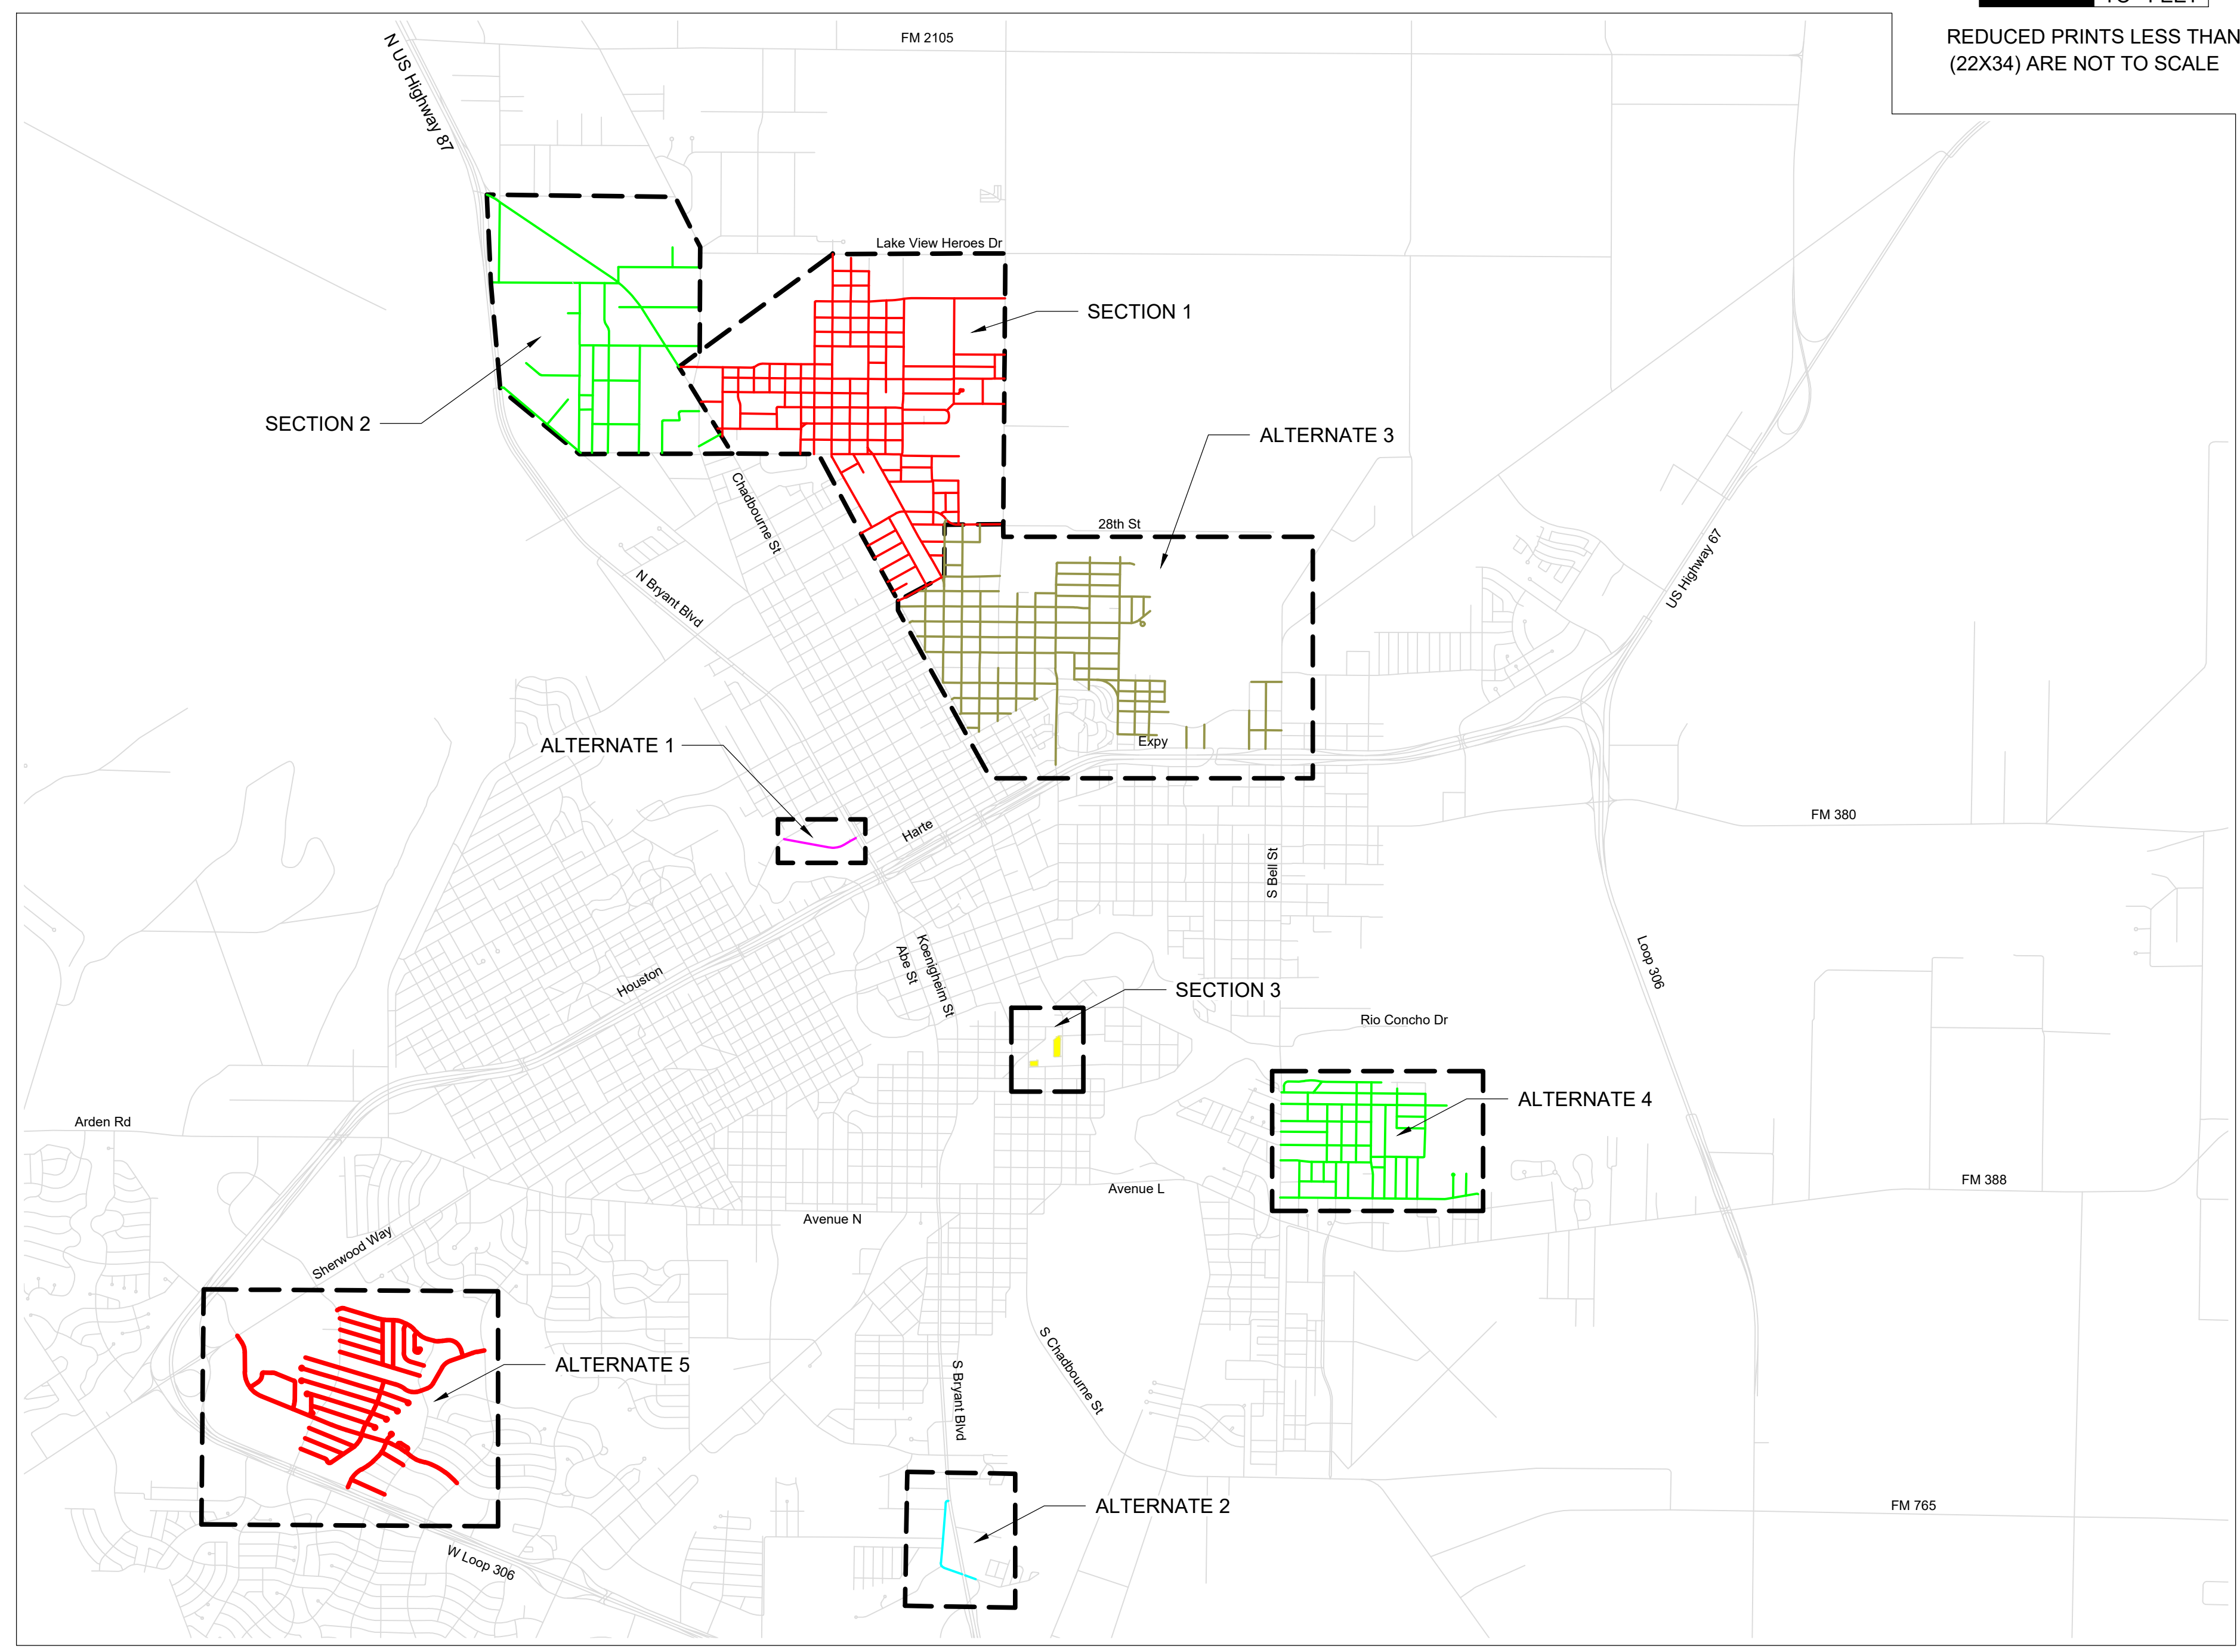 REDUCED PRINTS LESS THAN
(22X34) ARE NOT TO SCALE
FM 2105
N US Highway 87
Lake View Heroes Dr
SECTION 1
SECTION 2
ALTERNATE 3
Chadbourne St
28th St
N Bryant Blvd
US Highway 67
ALTERNATE 1
Expy
Harte
FM 380
S Bell St
Koenigheim St
Abe St
Loop 306
Houston
SECTION 3
Rio Concho Dr
ALTERNATE 4
Arden Rd
FM 388
Avenue L
Avenue N
Sherwood Way
ALTERNATE 5
S Chadbourne St
S Bryant Blvd
ALTERNATE 2
FM 765
W Loop 306